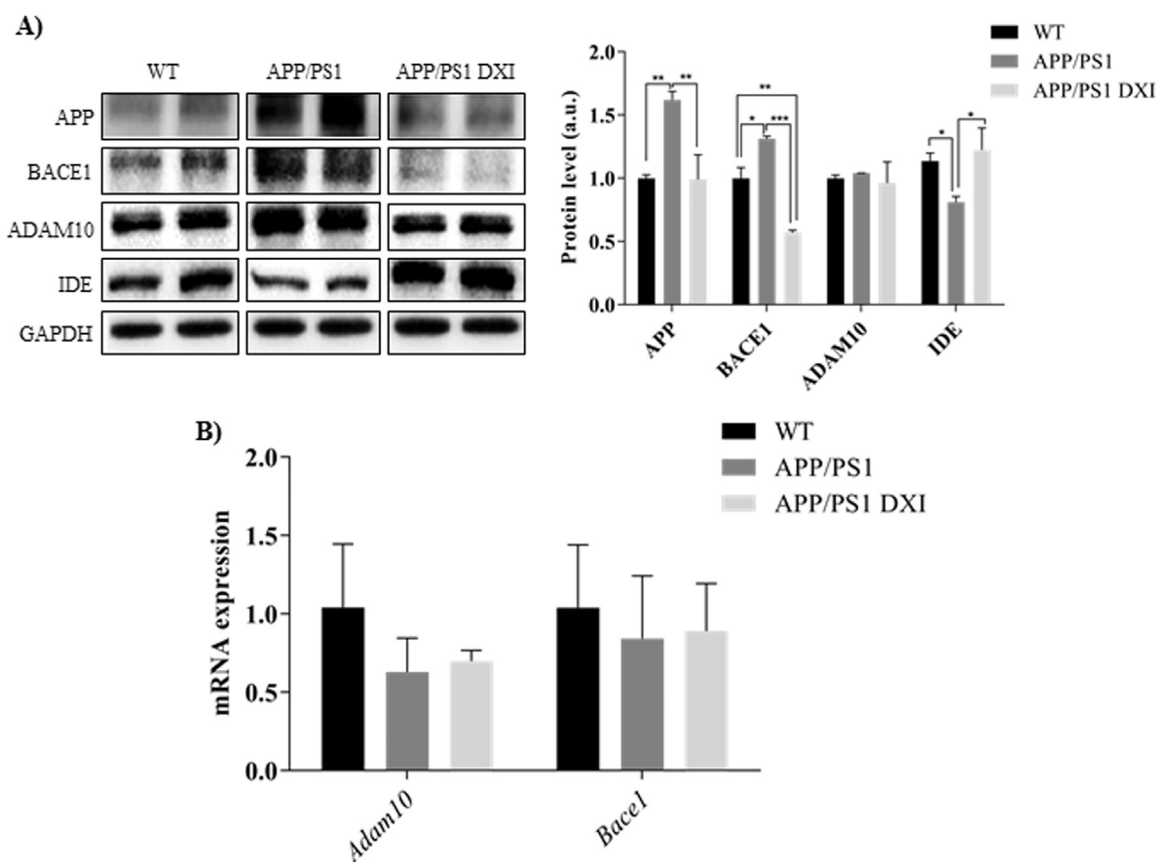 A)
WT APP/PS1 APP/PS1 DXI
APP
BACE1
ADAM10
IDE
GAPDH
WT
APP/PS1
APP/PS1 DXI
Protein level (a.u.)
2.0
1.5
1.0
0.5
0.0
** **
**
* ***
* *
APP BACE1 ADAM10 IDE
B)
WT
APP/PS1
APP/PS1 DXI
mRNA expression
2.0
1.5
1.0
0.5
0.0
Adam10 Bace1